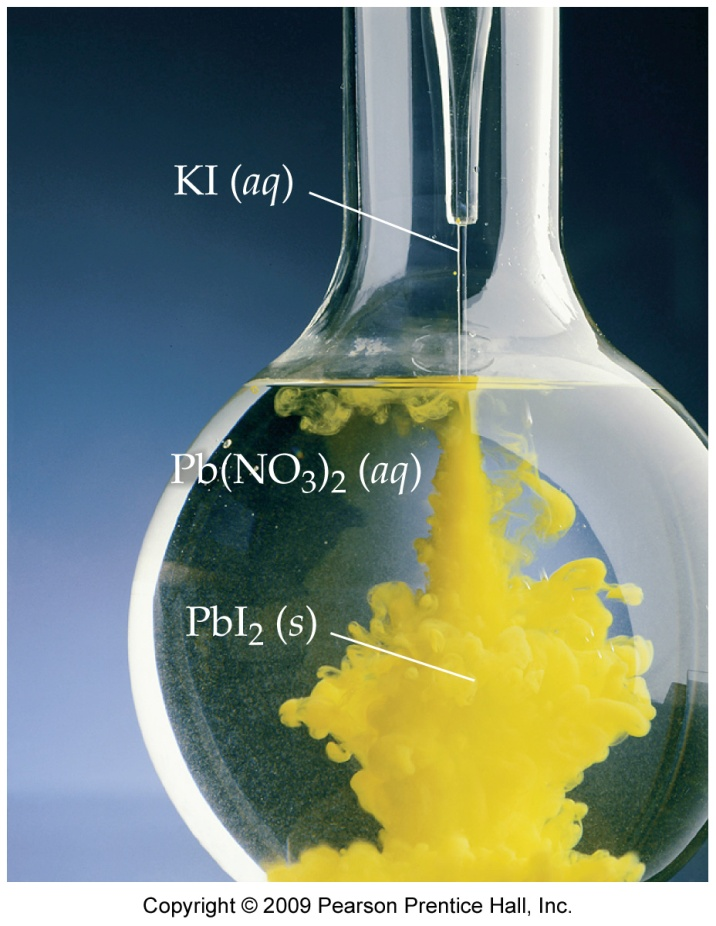 KI (aq)
Pb(NO₃)₂ (aq)
PbI₂ (s)
Copyright © 2009 Pearson Prentice Hall, Inc.